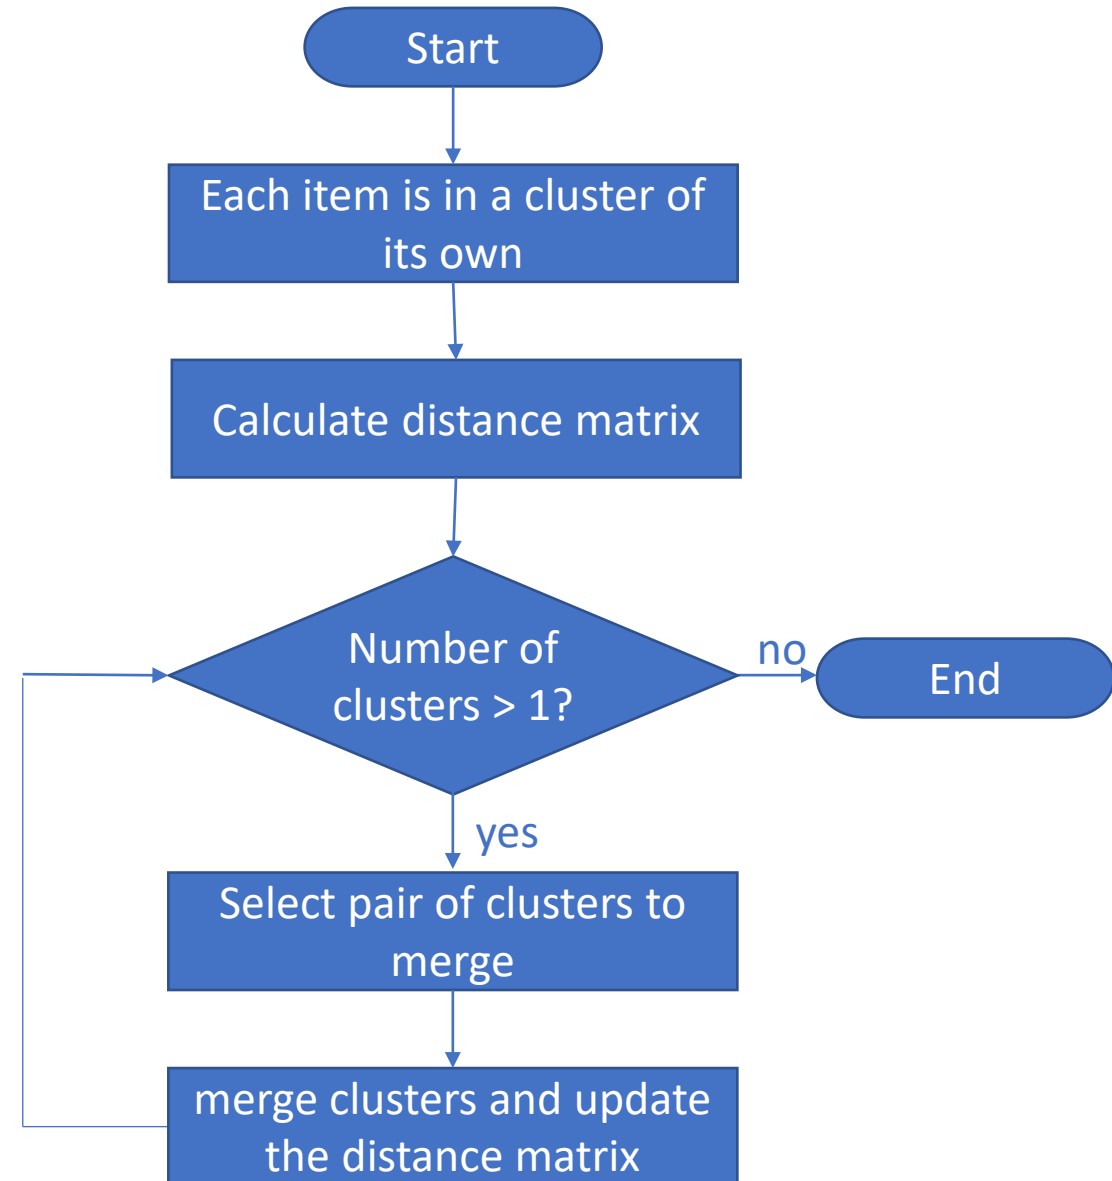 Start
Each item is in a cluster of
its own
Calculate distance matrix
Number of
clusters > 1?
no
End
yes
Select pair of clusters to
merge
merge clusters and update
the distance matrix